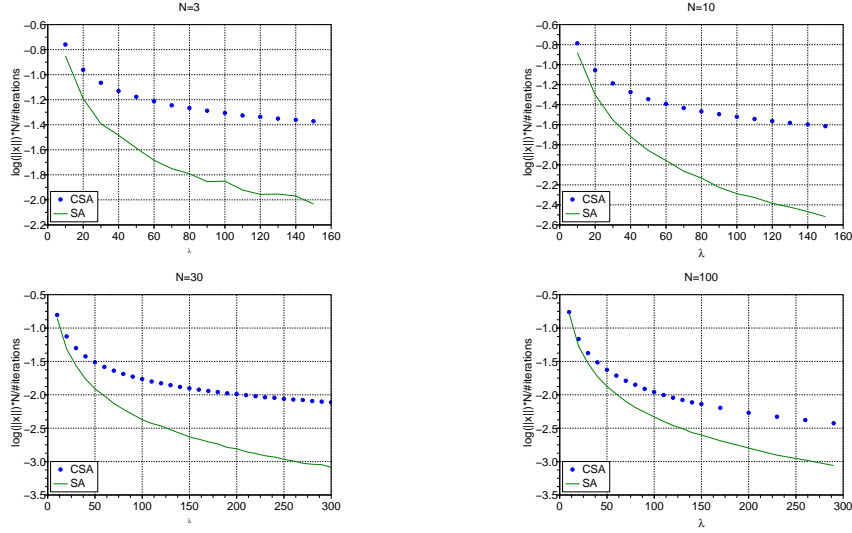 N=3
log(||x||)*N/#iterations
−0.6
−0.8
−1.0
−1.2
−1.4
−1.6
−1.8
−2.0
−2.2
CSA
SA
0 20 40 60 80 100 120 140 160
λ
N=10
log(||x||)*N/#iterations
−0.6
−0.8
−1.0
−1.2
−1.4
−1.6
−1.8
−2.0
−2.2
−2.4
−2.6
CSA
SA
0 20 40 60 80 100 120 140 160
λ
N=30
log(||x||)*N/#iterations
−0.5
−1.0
−1.5
−2.0
−2.5
−3.0
−3.5
CSA
SA
0 50 100 150 200 250 300
λ
N=100
log(||x||)*N/#iterations
−0.5
−1.0
−1.5
−2.0
−2.5
−3.0
−3.5
CSA
SA
0 50 100 150 200 250 300
λ